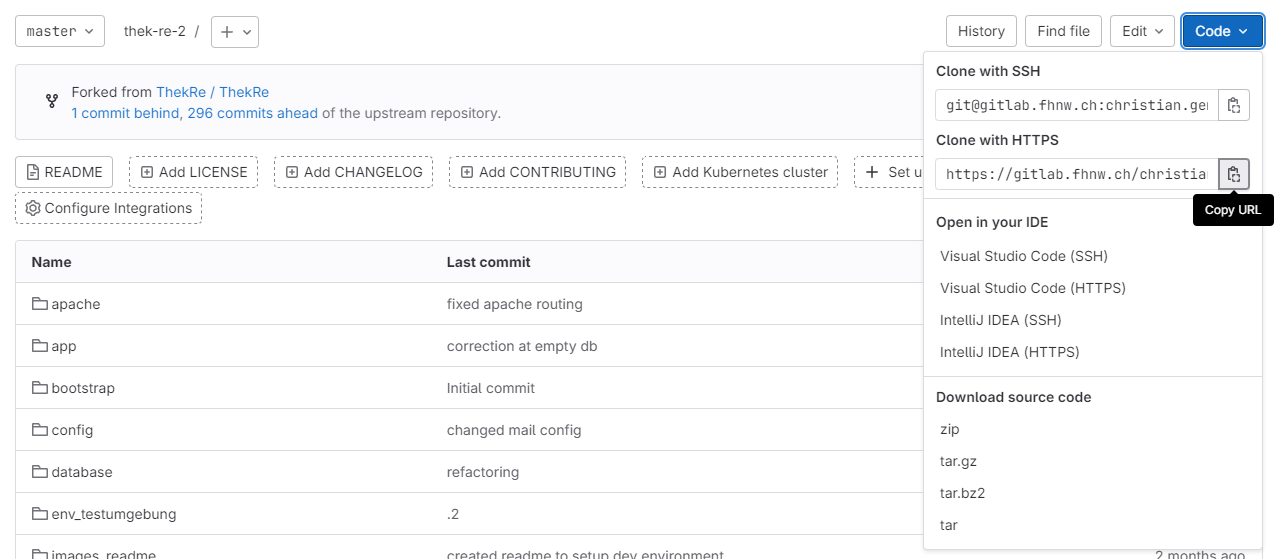 master
thek-re-2 /
History
Find file
Edit
Code
Forked from ThekRe / ThekRe
1 commit behind, 296 commits ahead of the upstream repository.
README
Add LICENSE
Add CHANGELOG
Add CONTRIBUTING
Add Kubernetes cluster
Set u
Configure Integrations
Name
Last commit
apache
fixed apache routing
app
correction at empty db
bootstrap
Initial commit
config
changed mail config
database
refactoring
env_testumgebung
.2
images_readme
created readme to setup dev environment
2 months ago
Clone with SSH
git@gitlab.fhnw.ch:christian.ge
Clone with HTTPS
https://gitlab.fhnw.ch/christia
Copy URL
Open in your IDE
Visual Studio Code (SSH)
Visual Studio Code (HTTPS)
IntelliJ IDEA (SSH)
IntelliJ IDEA (HTTPS)
Download source code
zip
tar.gz
tar.bz2
tar